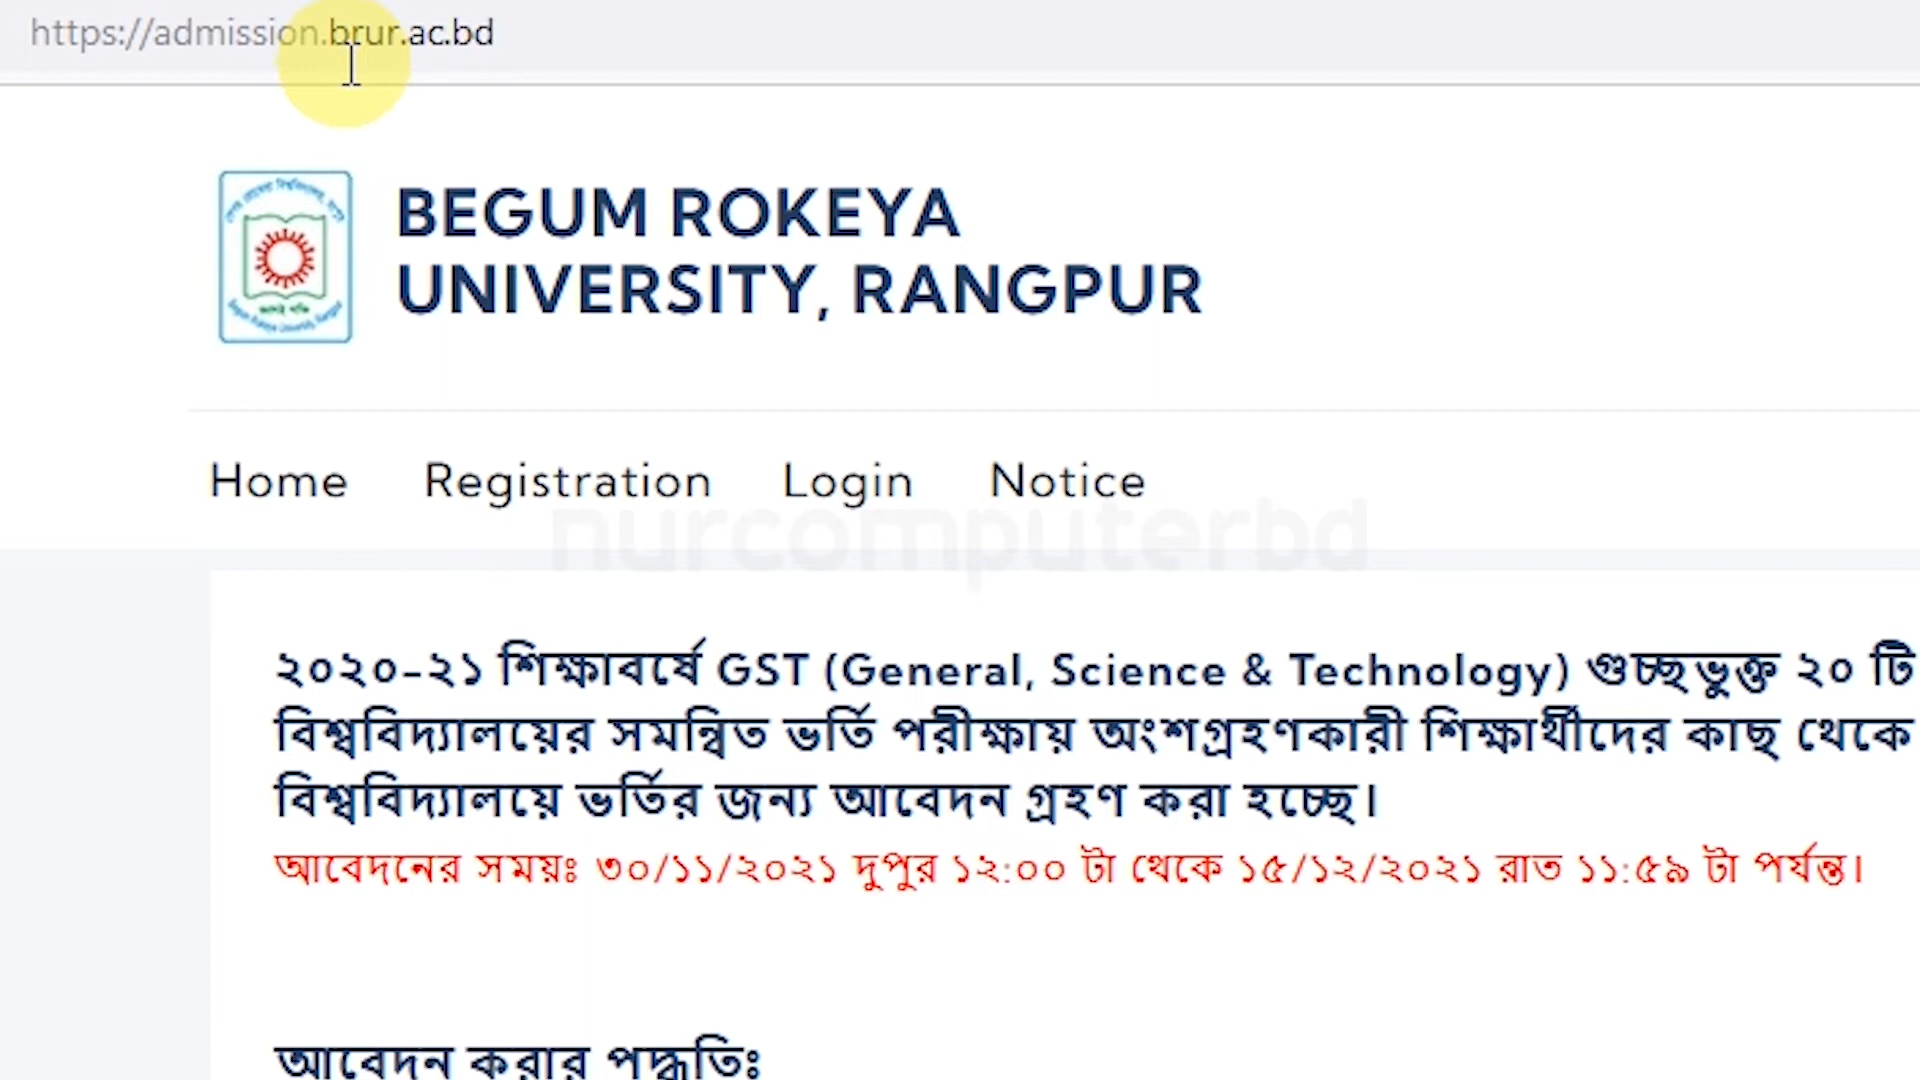 https://admission.brur.ac.bd
BEGUM ROKEYA
UNIVERSITY, RANGPUR
Home Registration Login Notice
nurcomputerbd
২০২০-২১ শিক্ষাবর্ষে GST (General, Science & Technology) গুচ্ছভুক্ত ২০ টি
বিশ্ববিদ্যালয়ের সমন্বিত ভর্তি পরীক্ষায় অংশগ্রহণকারী শিক্ষার্থীদের কাছ থেকে
বিশ্ববিদ্যালয়ে ভর্তির জন্য আবেদন গ্রহণ করা হচ্ছে।
আবেদনের সময়ঃ ৩০/১১/২০২১ দুপুর ১২:০০ টা থেকে ১৫/১২/২০২১ রাত ১১:৫৯ টা পর্যন্ত।
আবেদন করার পদ্ধতিঃ